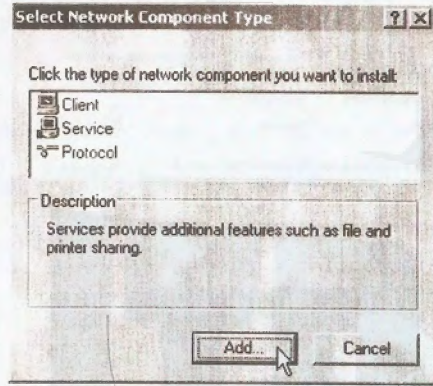 Select Network Component Type
Click the type of network component you want to install:
Client
Service
Protocol
Description
Services provide additional features such as file and
printer sharing.
Add...
Cancel